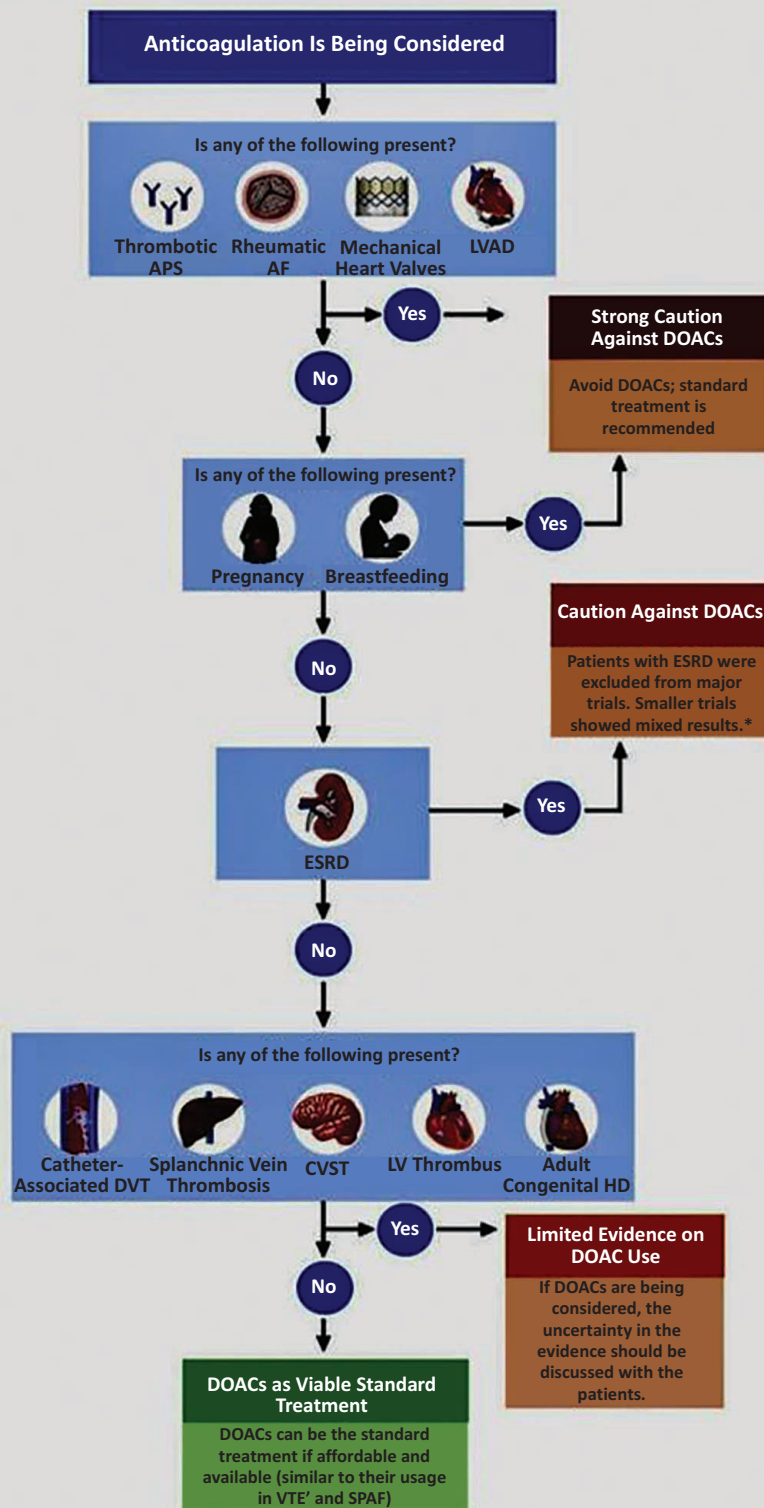 Anticoagulation Is Being Considered
Is any of the following present?
Thrombotic
APS
Rheumatic
AF
Mechanical
Heart Valves
LVAD
Yes
Strong Caution
Against DOACs
Avoid DOACs; standard
treatment is
recommended
No
Is any of the following present?
Pregnancy
Breastfeeding
Yes
No
Caution Against DOACs
Patients with ESRD were
excluded from major
trials. Smaller trials
showed mixed results.*
ESRD
Yes
No
Is any of the following present?
Catheter-
Associated DVT
Splanchnic Vein
Thrombosis
CVST
LV Thrombus
Adult
Congenital HD
Yes
Limited Evidence on
DOAC Use
If DOACs are being
considered, the
uncertainty in the
evidence should be
discussed with the
patients.
No
DOACs as Viable Standard
Treatment
DOACs can be the standard
treatment if affordable and
available (similar to their usage
in VTE’ and SPAF)